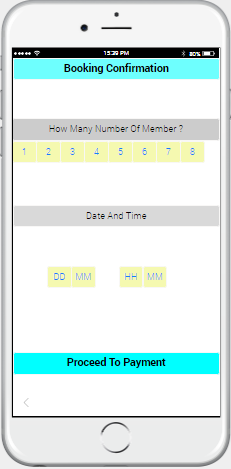 15:39 PM 80%
Booking Confirmation
How Many Number Of Member ?
1 2 3 4 5 6 7 8
Date And Time
DD MM HH MM
Proceed To Payment